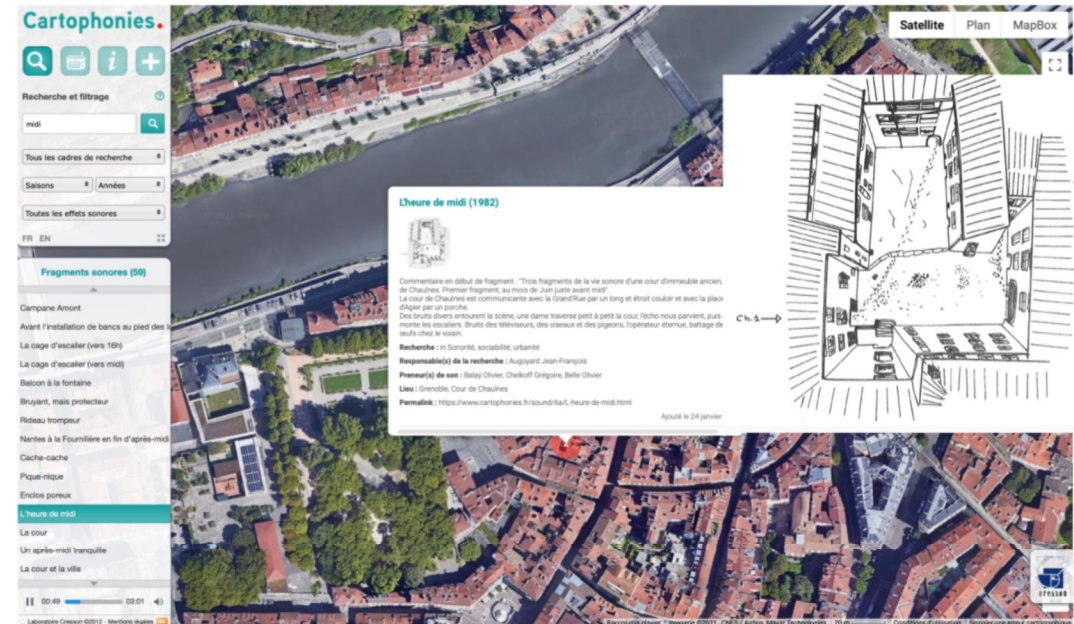 Cartophonies.
Recherche et filtrage
midi
Tous les cadres de recherche
Saisons
Années
Toutes les effets sonores
FR EN
Fragments sonores (59)
Campane Amont
Avant l'installation de bancs au pied des
La cage d'escalier (vers 16h)
La cage d'escalier (vers midi)
Balcon à la fontaine
Bruyant, mais protecteur
Rideau trompeur
Nantes à la Fournillère en fin d'après-midi
Cache-cache
Pique-nique
Enclos poreux
L'heure de midi
La cour
Un après-midi tranquille
La cour et la ville
00:49
03:01
Laboratoire Cresson ©2012 - Mentions légales
L'heure de midi (1982)
Commentaire en début de fragment : "Trois fragments de la vie sonore d'une cour d'immeuble ancien,
de Chaulnes. Premier fragment, au mois de Juin juste avant midi".
La cour de Chaulnes est communicante avec la Grand'Rue par un long et étroit couloir et avec la place
d'Agier par un porche.
Des bruits divers entourent la scène, une dame traverse petit à petit la cour, l'écho nous parvient, puis
monte les escaliers. Bruits des téléviseurs, des oiseaux et des pigeons, l'opérateur éternue, battage de
œufs chez le voisin.
Recherche : in Sonorité, sociabilité, urbanité
Responsable(s) de la recherche : Augoyard Jean-François
Preneur(s) de son : Balaÿ Olivier, Chelkoff Grégoire, Belle Olivier
Lieu : Grenoble, Cour de Chaulnes
Permalink : https://www.cartophonies.fr/sound/lia/L-heure-de-midi.html
Ajouté le 24 janvier
Satellite
Plan
MapBox
Ch.1
cresson
Conditions d'utilisation